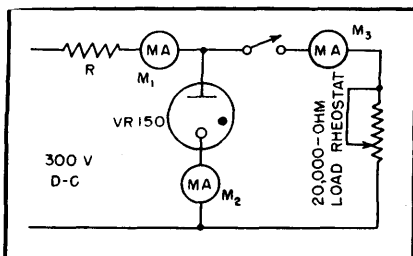 MA
M1
R
MA
M3
VR 150
MA
M2
300 V
D-C
20,000-OHM
LOAD RHEOSTAT